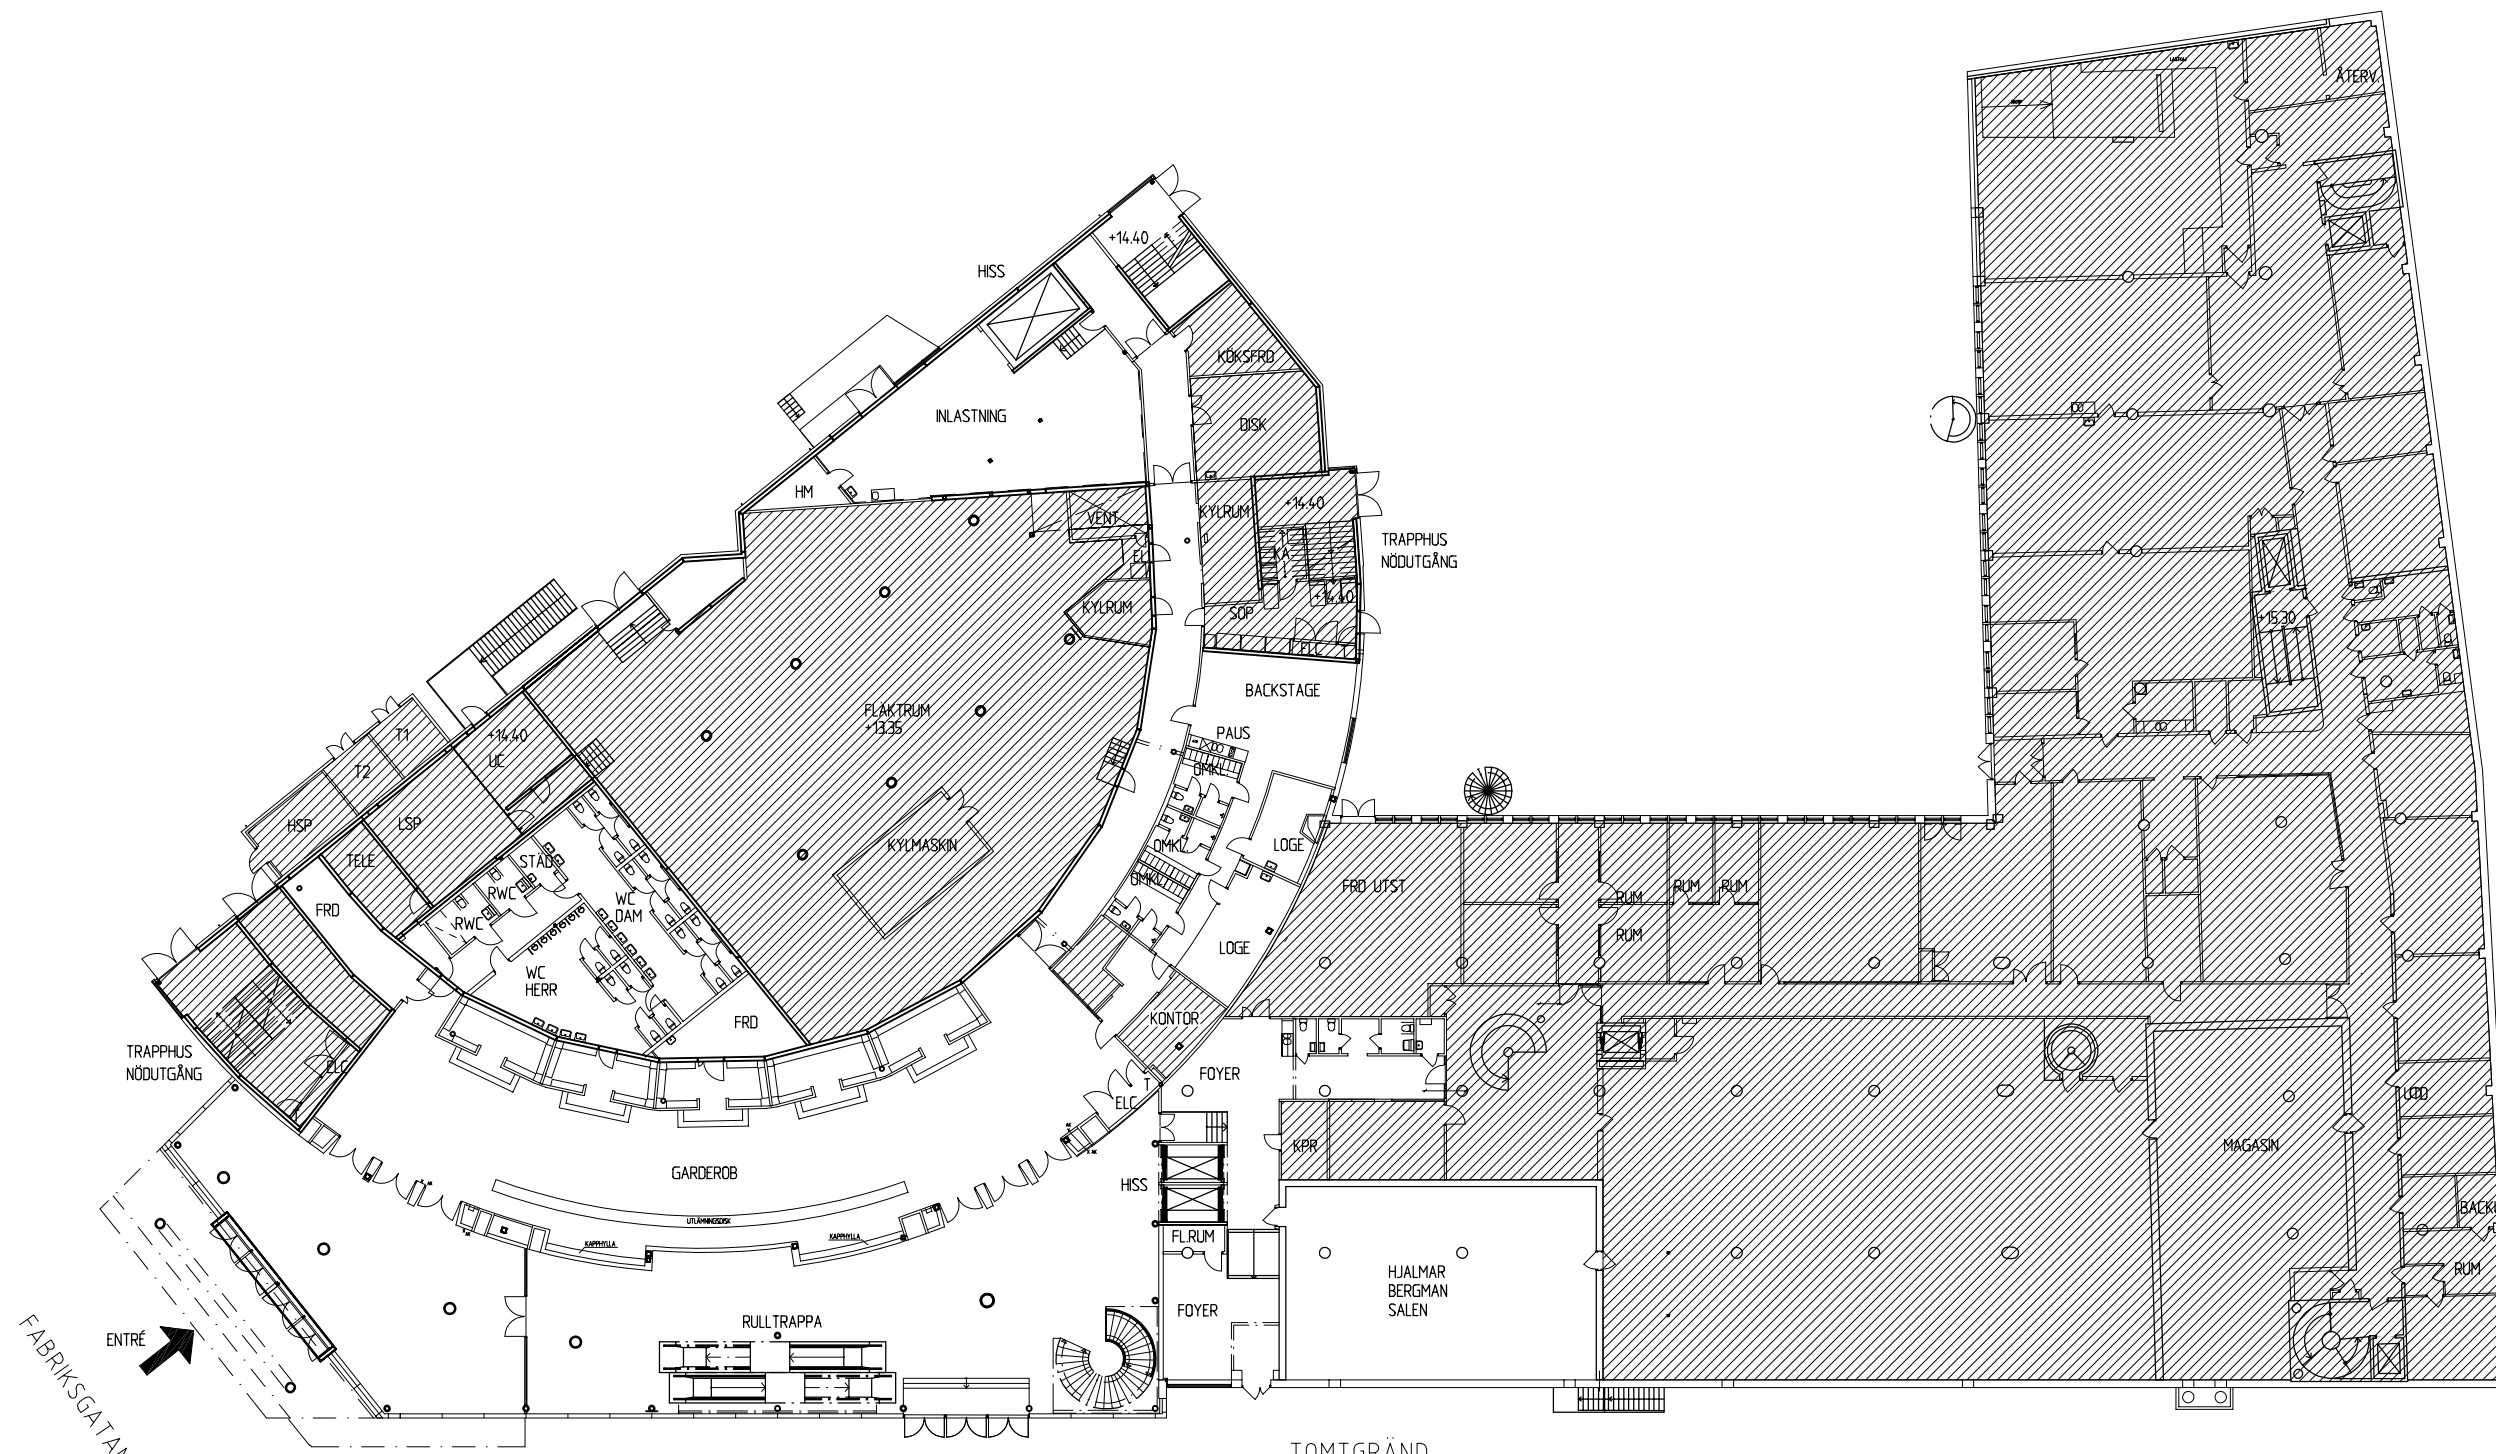 ÅTERV.
+14.40
HISS
KÖKSFRD
INLASTNING
DISK
HM
VENT
KYLRUM
+14.40
TRAPPHUS
NÖDUTGÅNG
EL
KA
KYLRUM
SOP
+14.40
ELC
+15.30
BACKSTAGE
FLÄKTRUM
+13.35
PAUS
T1
+14.40
UC
T2
OMKL.
HSP
LSP
KYLMASKIN
OMKL.
LOGE
TELE
STÄD
OMKL.
FRD UTST
RUM
RUM
RUM
RWC
WC
DAM
FRD
RWC
RUM
LOGE
WC
HERR
FRD
KONTOR
TRAPPHUS
NÖDUTGÅNG
ELC
FOYER
T
ELC
KPR
MAGASIN
GARDEROB
HISS
UTLÄMNINGSDISK
KAPPHYLLA
KAPPHYLLA
FL.RUM
RUM
HJALMAR
BERGMAN
SALEN
FOYER
RULLTRAPPA
ENTRÉ
FABRIKSGATAN
TOMTGRÄND